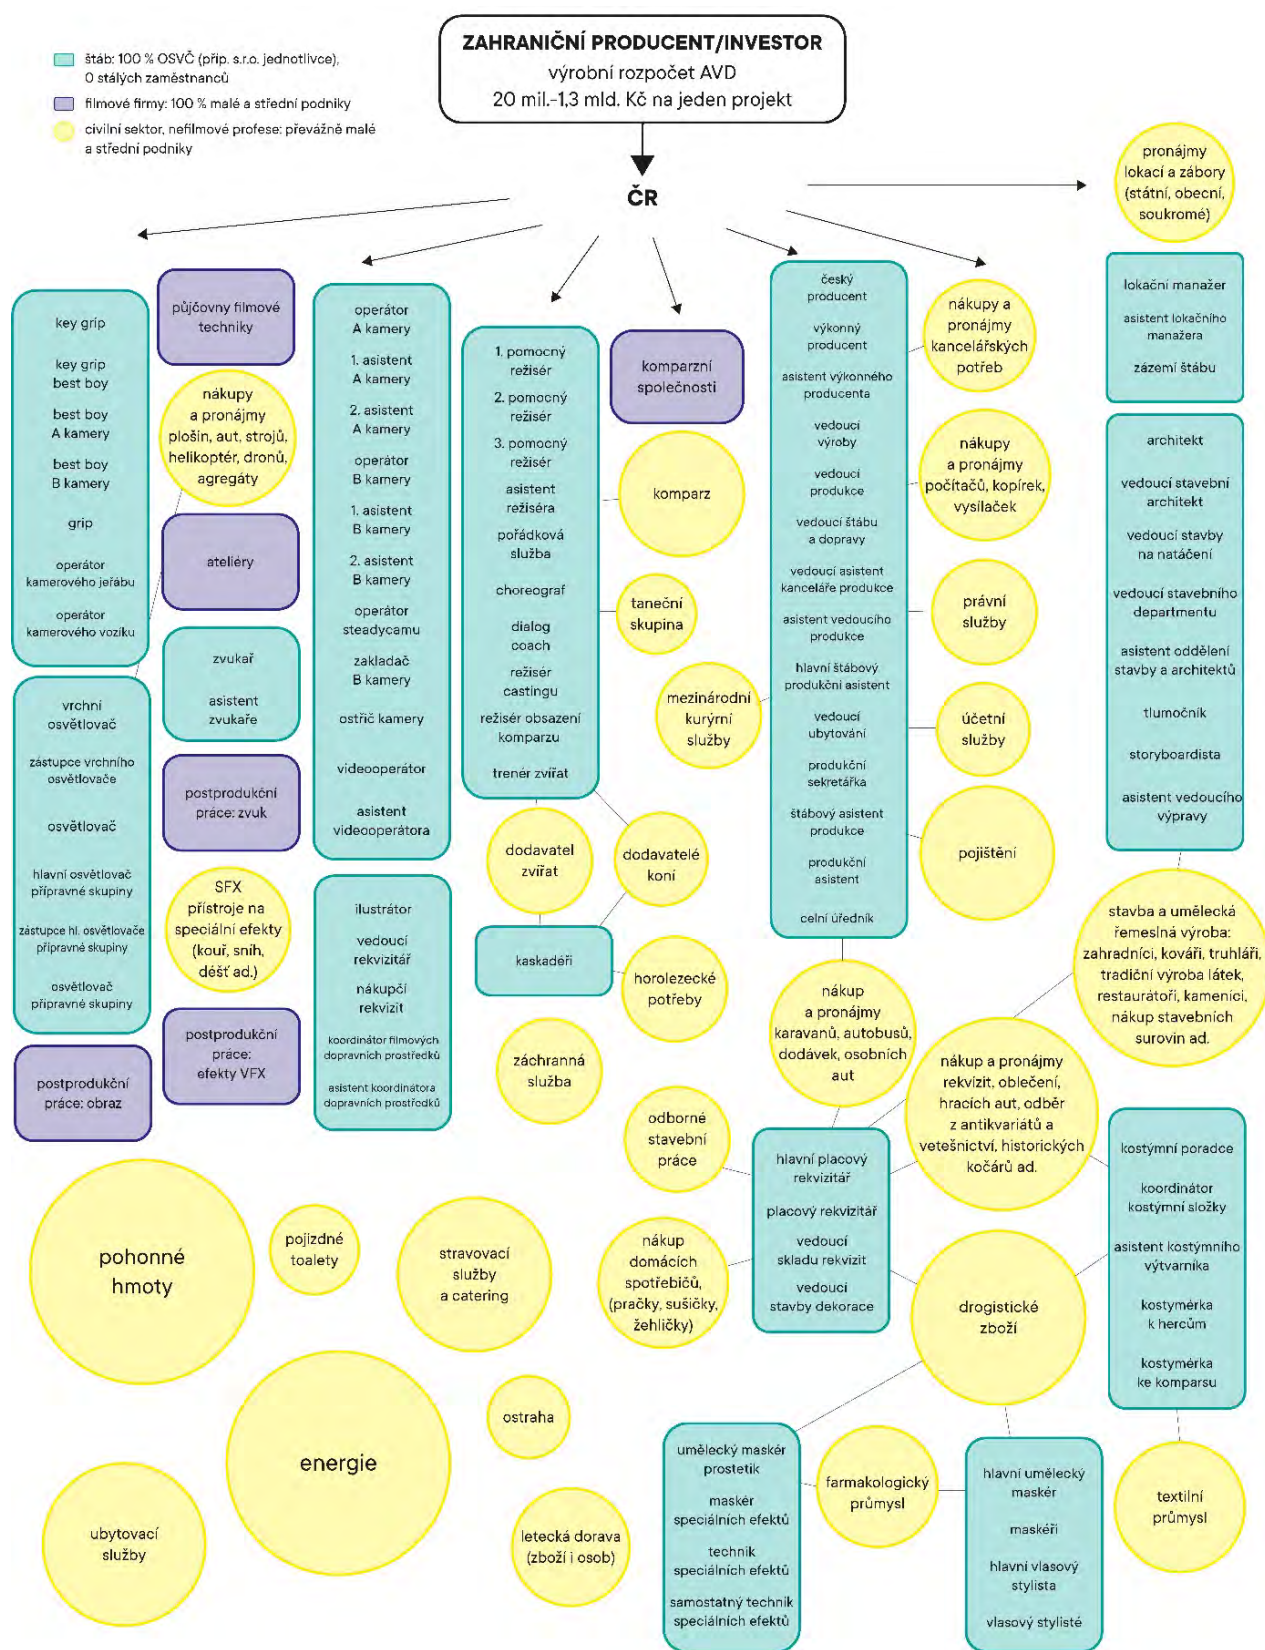 ZAHRANIČNÍ PRODUCENT/INVESTOR
výrobní rozpočet AVD
20 mil.-1,3 mld. Kč na jeden projekt
štáb: 100 % OSVČ (příp. s.r.o. jednotlivce),
0 stálých zaměstnanců
filmové firmy: 100 % malé a střední podniky
civilní sektor, nefilmové profese: převážně malé
a střední podniky
ČR
pronájmy
lokací a zábory
(státní, obecní,
soukromé)
key grip
key grip
best boy
best boy
A kamery
best boy
B kamery
grip
operátor
kamerového jeřábu
operátor
kamerového vozíku
vrchní
osvětlovač
zástupce vrchního
osvětlovače
osvětlovač
hlavní osvětlovač
přípravné skupiny
zástupce hl. osvětlovače
přípravné skupiny
osvětlovač
přípravné skupiny
postprodukční
práce: obraz
půjčovny filmové
techniky
nákupy
a pronájmy
plošin, aut, strojů,
helikoptér, dronů,
agregáty
ateliéry
zvukař
asistent
zvukaře
postprodukční
práce: zvuk
SFX
přístroje na
speciální efekty
(kouř, sníh,
déšť ad.)
postprodukční
práce:
efekty VFX
operátor
A kamery
1. asistent
A kamery
2. asistent
A kamery
operátor
B kamery
1. asistent
B kamery
2. asistent
B kamery
operátor
steadycamu
zakladač
B kamery
ostřič kamery
videooperátor
asistent
videooperátora
ilustrátor
vedoucí
rekvizitář
nákupčí
rekvizit
koordinátor filmových
dopravních prostředků
asistent koordinátora
dopravních prostředků
1. pomocný
režisér
2. pomocný
režisér
3. pomocný
režisér
asistent
režiséra
pořádková
služba
choreograf
dialog
coach
režisér
castingu
režisér obsazení
komparzu
trenér zvířat
dodavatel
zvířat
dodavatelé
koní
kaskadéři
horolezecké
potřeby
záchranná
služba
komparzní
společnosti
komparz
taneční
skupina
mezinárodní
kurýrní
služby
český
producent
výkonný
producent
asistent výkonného
producenta
vedoucí
výroby
vedoucí
produkce
vedoucí štábu
a dopravy
vedoucí asistent
kanceláře produkce
asistent vedoucího
produkce
hlavní štábový
produkční asistent
vedoucí
ubytování
produkční
sekretářka
štábový asistent
produkce
produkční
asistent
celní úředník
nákupy a
pronájmy
kancelářských
potřeb
nákupy
a pronájmy
počítačů, kopírek,
vysílaček
právní
služby
účetní
služby
pojištění
lokační manažer
asistent lokačního
manažera
zázemí štábu
architekt
vedoucí stavební
architekt
vedoucí stavby
na natáčení
vedoucí stavebního
departmentu
asistent oddělení
stavby a architektů
tlumočník
storyboardista
asistent vedoucího
výpravy
stavba a umělecká
řemeslná výroba:
zahradníci, kováři, truhláři,
tradiční výroba látek,
restaurátoři, kameníci,
nákup stavebních
surovin ad.
nákup
a pronájmy
karavanů, autobusů,
dodávek, osobních
aut
nákup a pronájmy
rekvizit, oblečení,
hracích aut, odběr
z antikvariátů a
vetešnictví, historických
kočárů ad.
odborné
stavební
práce
hlavní placový
rekvizitář
placový rekvizitář
vedoucí
skladu rekvizit
vedoucí
stavby dekorace
nákup
domácích
spotřebičů,
(pračky, sušičky,
žehličky)
drogistické
zboží
kostýmní poradce
koordinátor
kostýmní složky
asistent kostýmního
výtvarníka
kostymérka
k hercům
kostymérka
ke komparsu
pohonné
hmoty
pojízdné
toalety
stravovací
služby
a catering
energie
ostraha
ubytovací
služby
letecká dorava
(zboží i osob)
umělecký maskér
prostetik
maskér
speciálních efektů
technik
speciálních efektů
samostatný technik
speciálních efektů
farmakologický
průmysl
hlavní umělecký
maskér
maskéři
hlavní vlasový
stylista
vlasový stylisté
textilní
průmysl